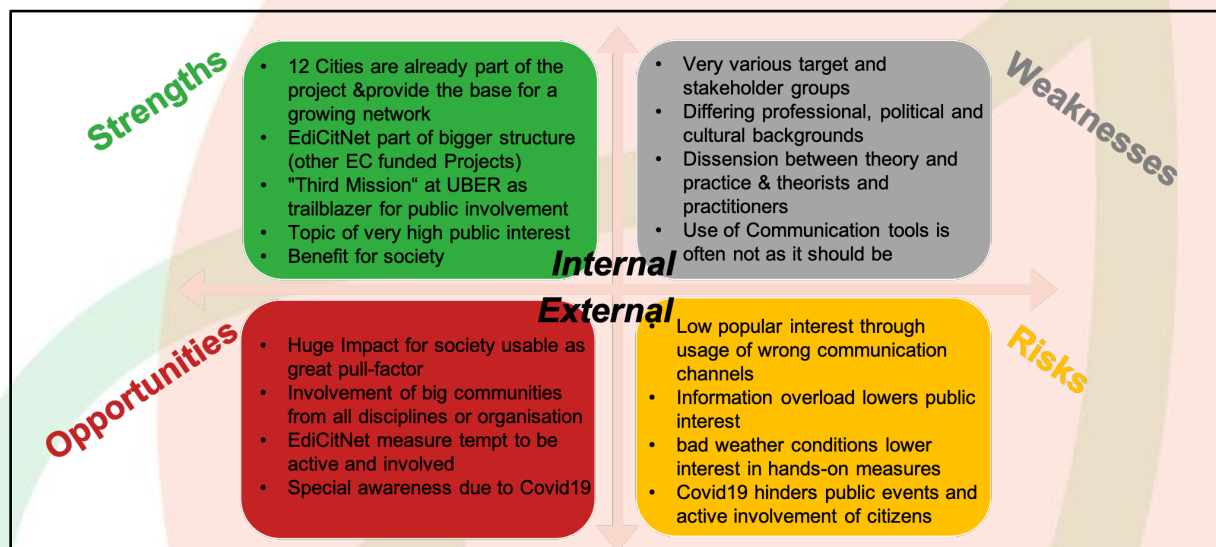 Strengths
• 12 Cities are already part of the
project &provide the base for a
growing network
• EdiCitNet part of bigger structure
(other EC funded Projects)
• "Third Mission“ at UBER as
trailblazer for public involvement
• Topic of very high public interest
• Benefit for society
Weaknesses
• Very various target and
stakeholder groups
• Differing professional, political and
cultural backgrounds
• Dissension between theory and
practice & theorists and
practitioners
• Use of Communication tools is
often not as it should be
Internal
External
Opportunities
• Huge Impact for society usable as
great pull-factor
• Involvement of big communities
from all disciplines or organisation
• EdiCitNet measure tempt to be
active and involved
• Special awareness due to Covid19
Risks
• Low popular interest through
usage of wrong communication
channels
• Information overload lowers public
interest
• bad weather conditions lower
interest in hands-on measures
• Covid19 hinders public events and
active involvement of citizens